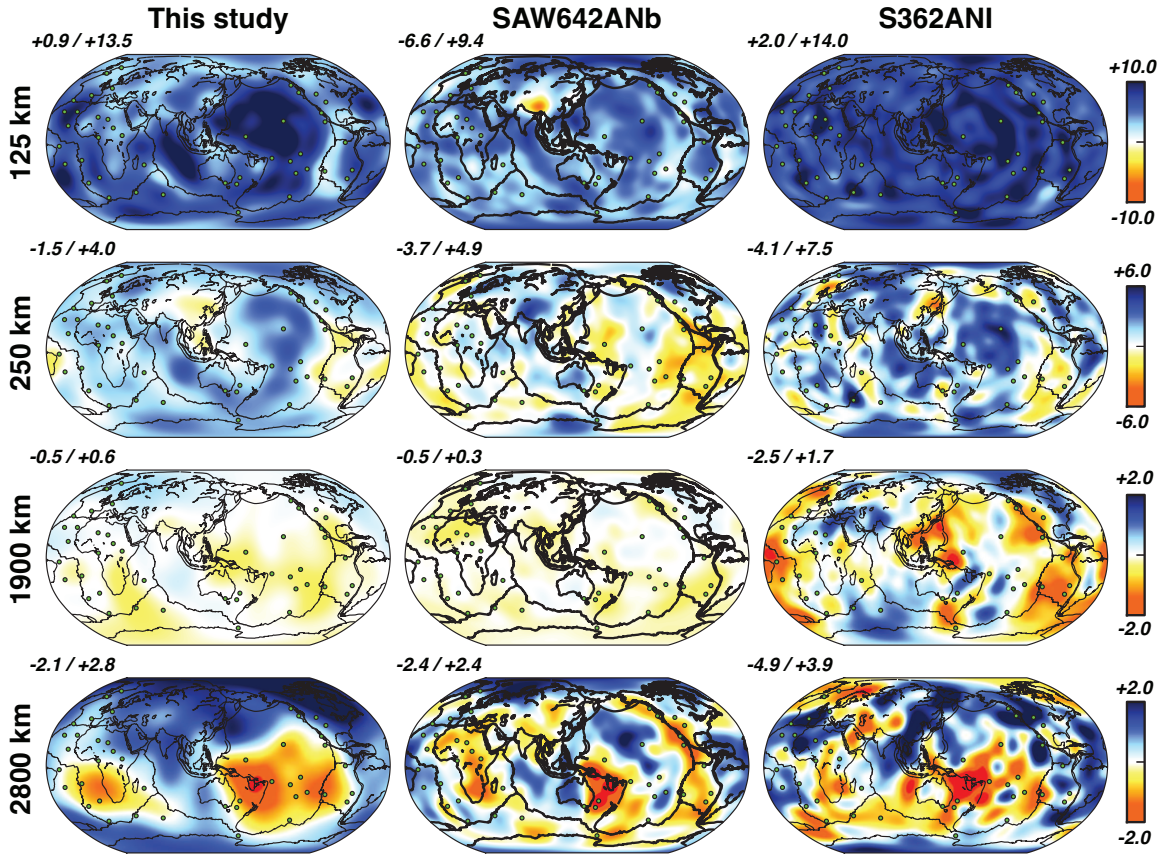 This study SAW642ANb S362ANI
+0.9 / +13.5 -6.6 / +9.4 +2.0 / +14.0
125 km
+10.0
-10.0
-1.5 / +4.0 -3.7 / +4.9 -4.1 / +7.5
250 km
+6.0
-6.0
-0.5 / +0.6 -0.5 / +0.3 -2.5 / +1.7
1900 km
+2.0
-2.0
-2.1 / +2.8 -2.4 / +2.4 -4.9 / +3.9
2800 km
+2.0
-2.0